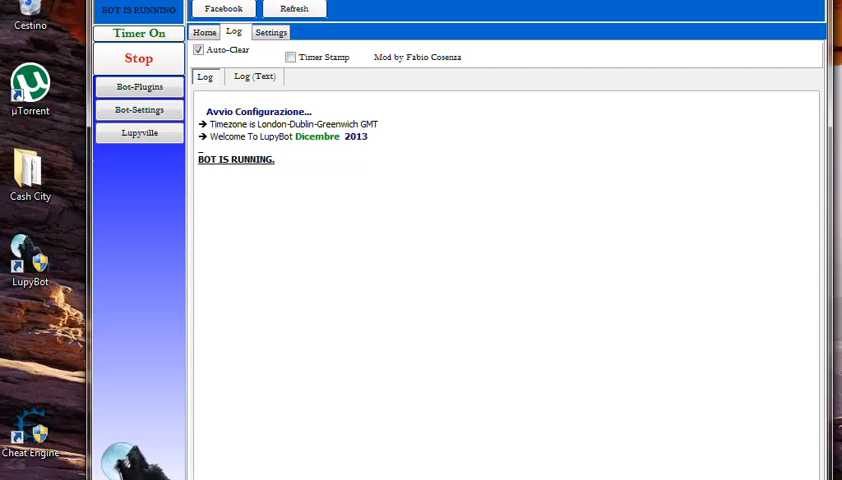 Cestino
µTorrent
Cash City
LupyBot
Cheat Engine
BOT IS RUNNING
Timer On
Stop
Bot-Plugins
Bot-Settings
Lupyville
Facebook Refresh
Home Log Settings
Auto-Clear Timer Stamp Mod by Fabio Cosenza
Log Log (Text)
Avvio Configurazione...
➔ Timezone is London-Dublin-Greenwich GMT
➔ Welcome To LupyBot Dicembre 2013
_
BOT IS RUNNING.